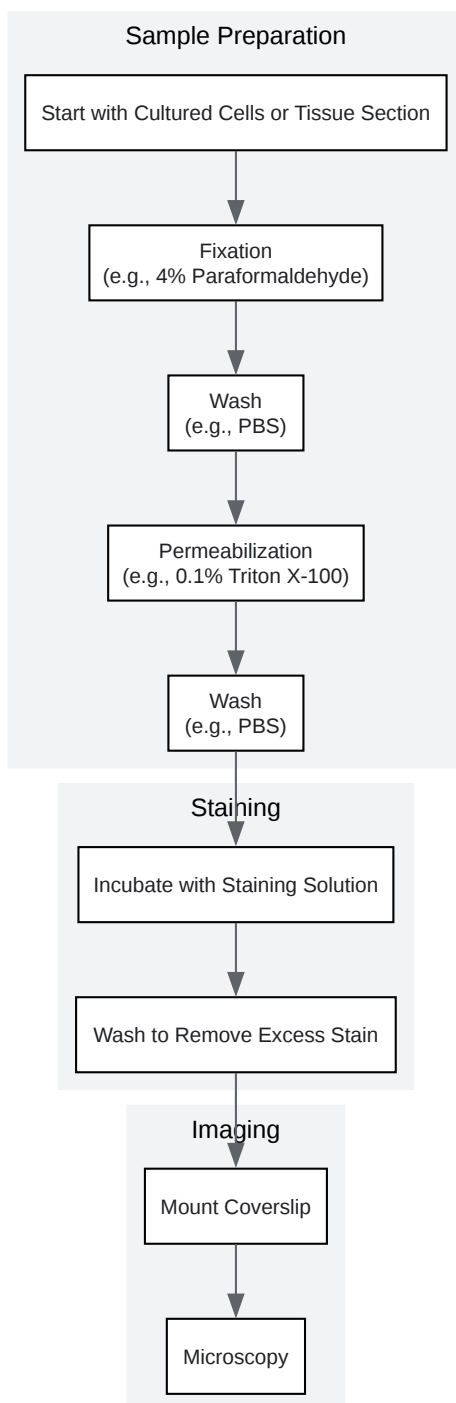 Sample Preparation
Start with Cultured Cells or Tissue Section
Fixation
(e.g., 4% Paraformaldehyde)
Wash
(e.g., PBS)
Permeabilization
(e.g., 0.1% Triton X-100)
Wash
(e.g., PBS)
Staining
Incubate with Staining Solution
Wash to Remove Excess Stain
Imaging
Mount Coverslip
Microscopy